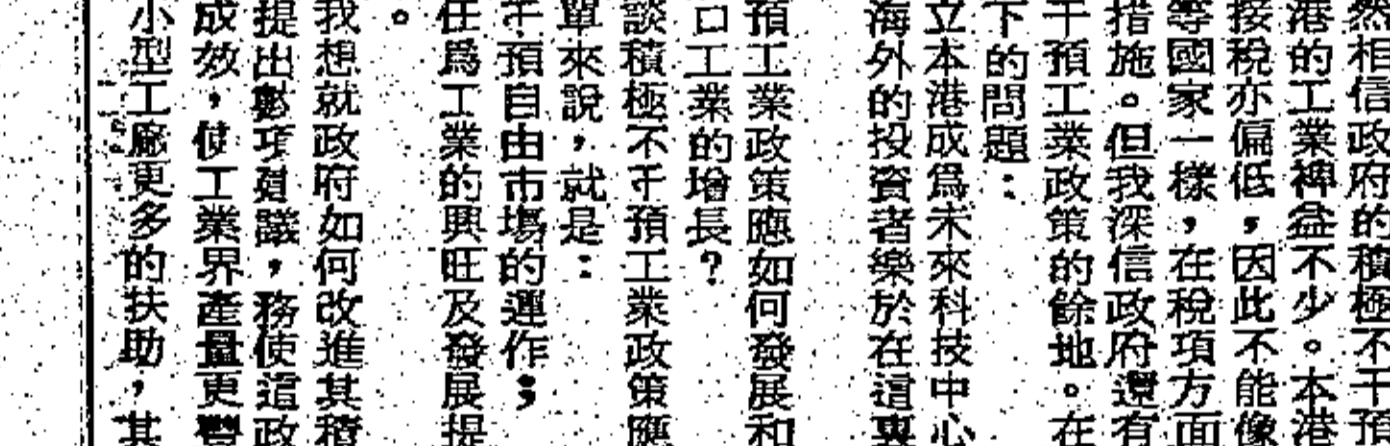 然相信政府的積極不干預
港的工業裨益不少。本港
接稅亦偏低，因此不能像
等國家一樣，在稅項方面
措施。但我深信政府還有
干預工業政策的餘地。在
下的問題：
立本港成爲未來科技中心
海外的投資者樂於在這裏
預工業政策應如何發展和
口工業的增長？
談積極不干預工業政策應
單來說，就是：
干預自由市場的運作；
任爲工業的興旺及發展提
。
我想就政府如何改進其積
提出數項建議，務使這政
成效，使工業界產量更豐
小型工廠更多的扶助，其